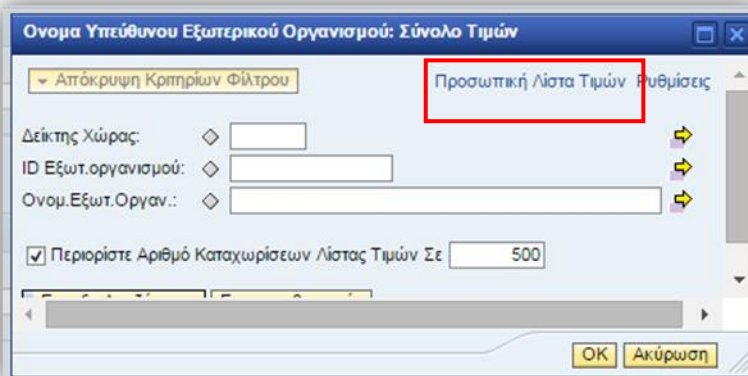 Ονομα Υπεύθυνου Εξωτερικού Οργανισμού: Σύνολο Τιμών
Απόκρυψη Κριτηρίων Φίλτρου Προσωπική Λίστα Τιμών Ρυθμίσεις
Δείκτης Χώρας:
ID Εξωτ.οργανισμού:
Ονομ.Εξωτ.Οργαν.:
Περιορίστε Αριθμό Καταχωρίσεων Λίστας Τιμών Σε 500
OK Ακύρωση